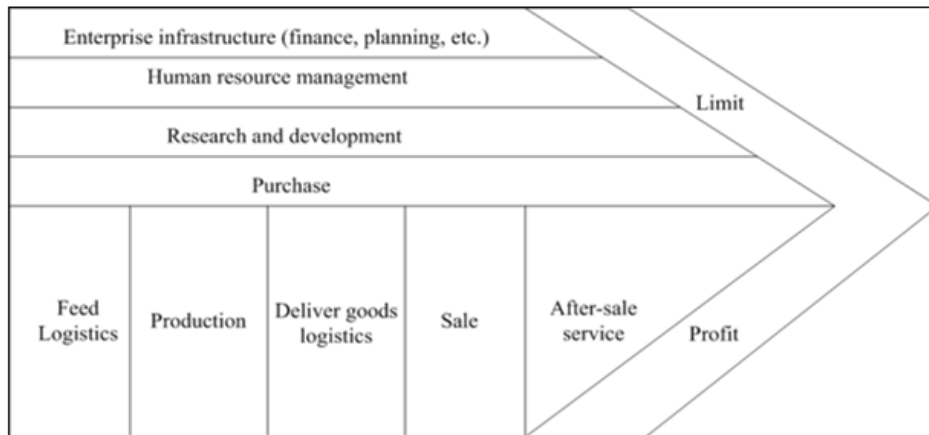 Enterprise infrastructure (finance, planning, etc.)
Human resource management
Limit
Research and development
Purchase
Feed
Logistics
Production
Deliver goods
logistics
Sale
After-sale
service
Profit